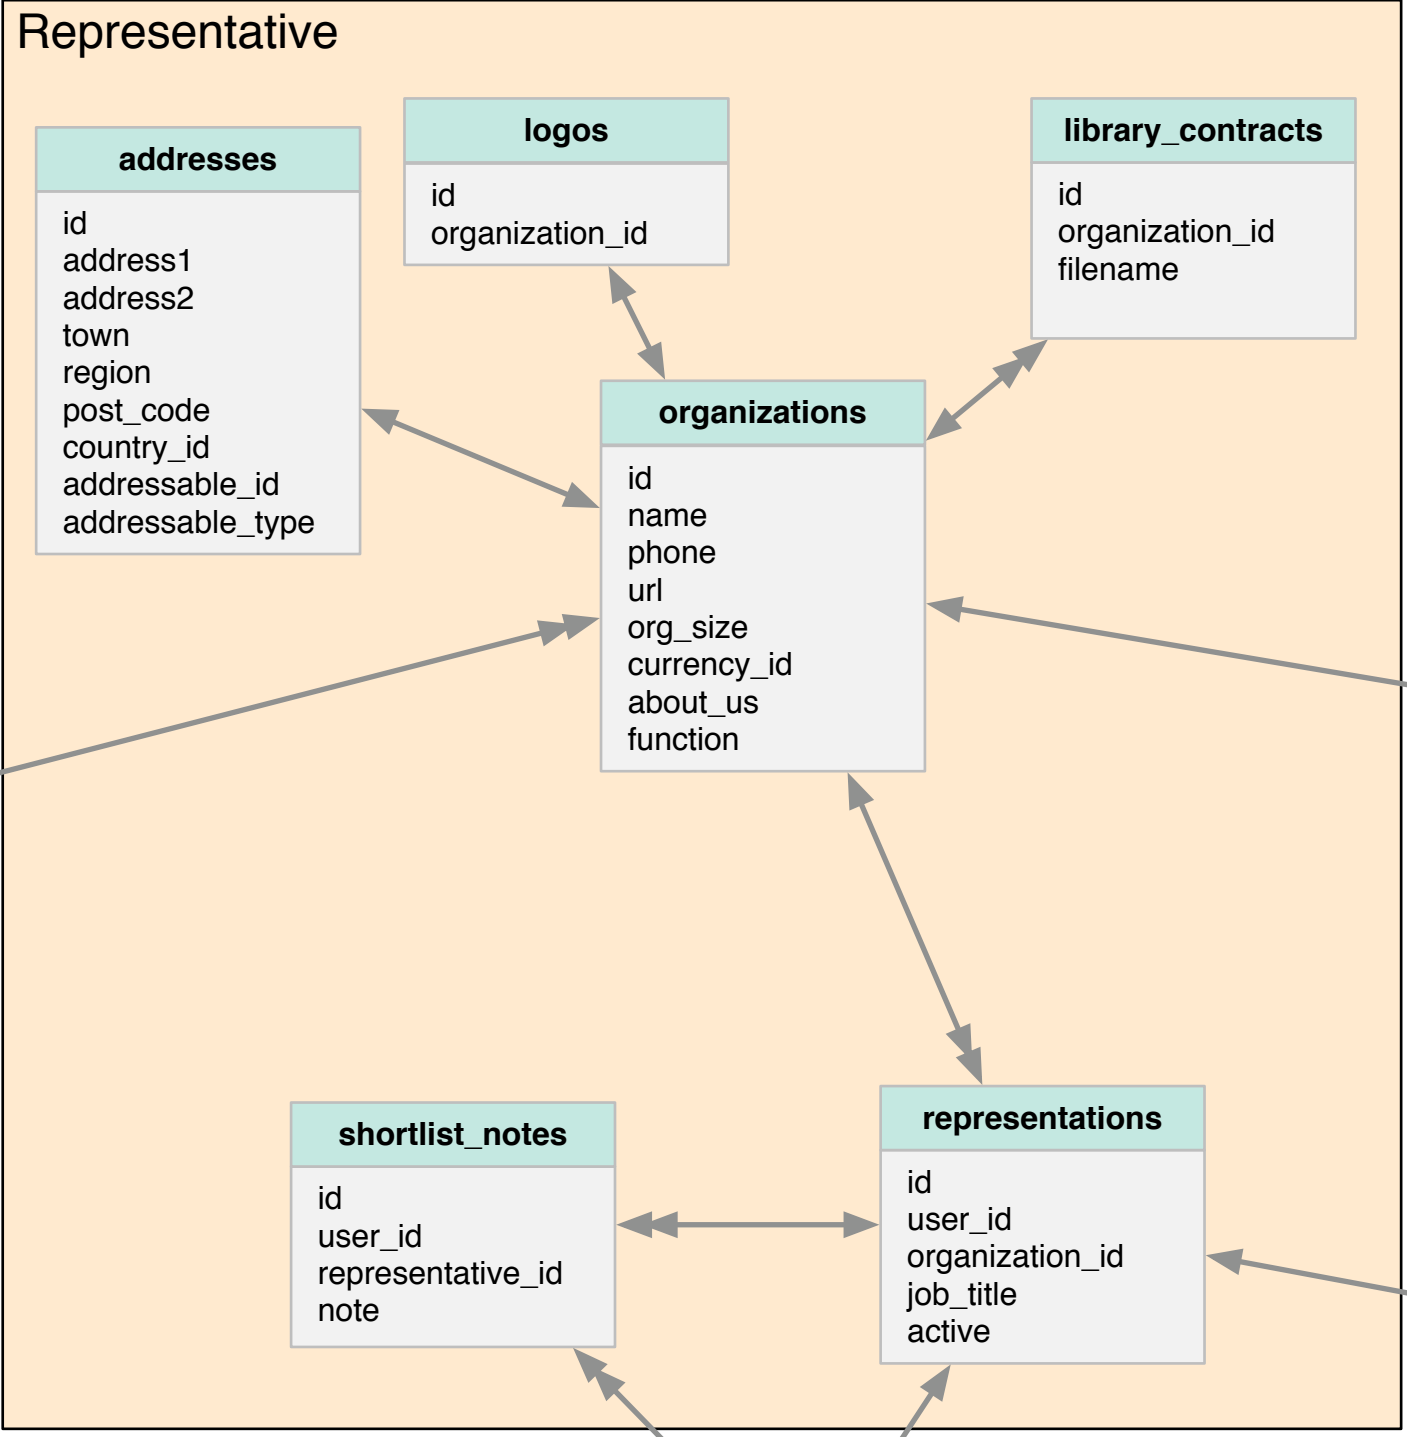 Representative
addresses
id
address1
address2
town
region
post_code
country_id
addressable_id
addressable_type
logos
id
organization_id
library_contracts
id
organization_id
filename
organizations
id
name
phone
url
org_size
currency_id
about_us
function
shortlist_notes
id
user_id
representative_id
note
representations
id
user_id
organization_id
job_title
active